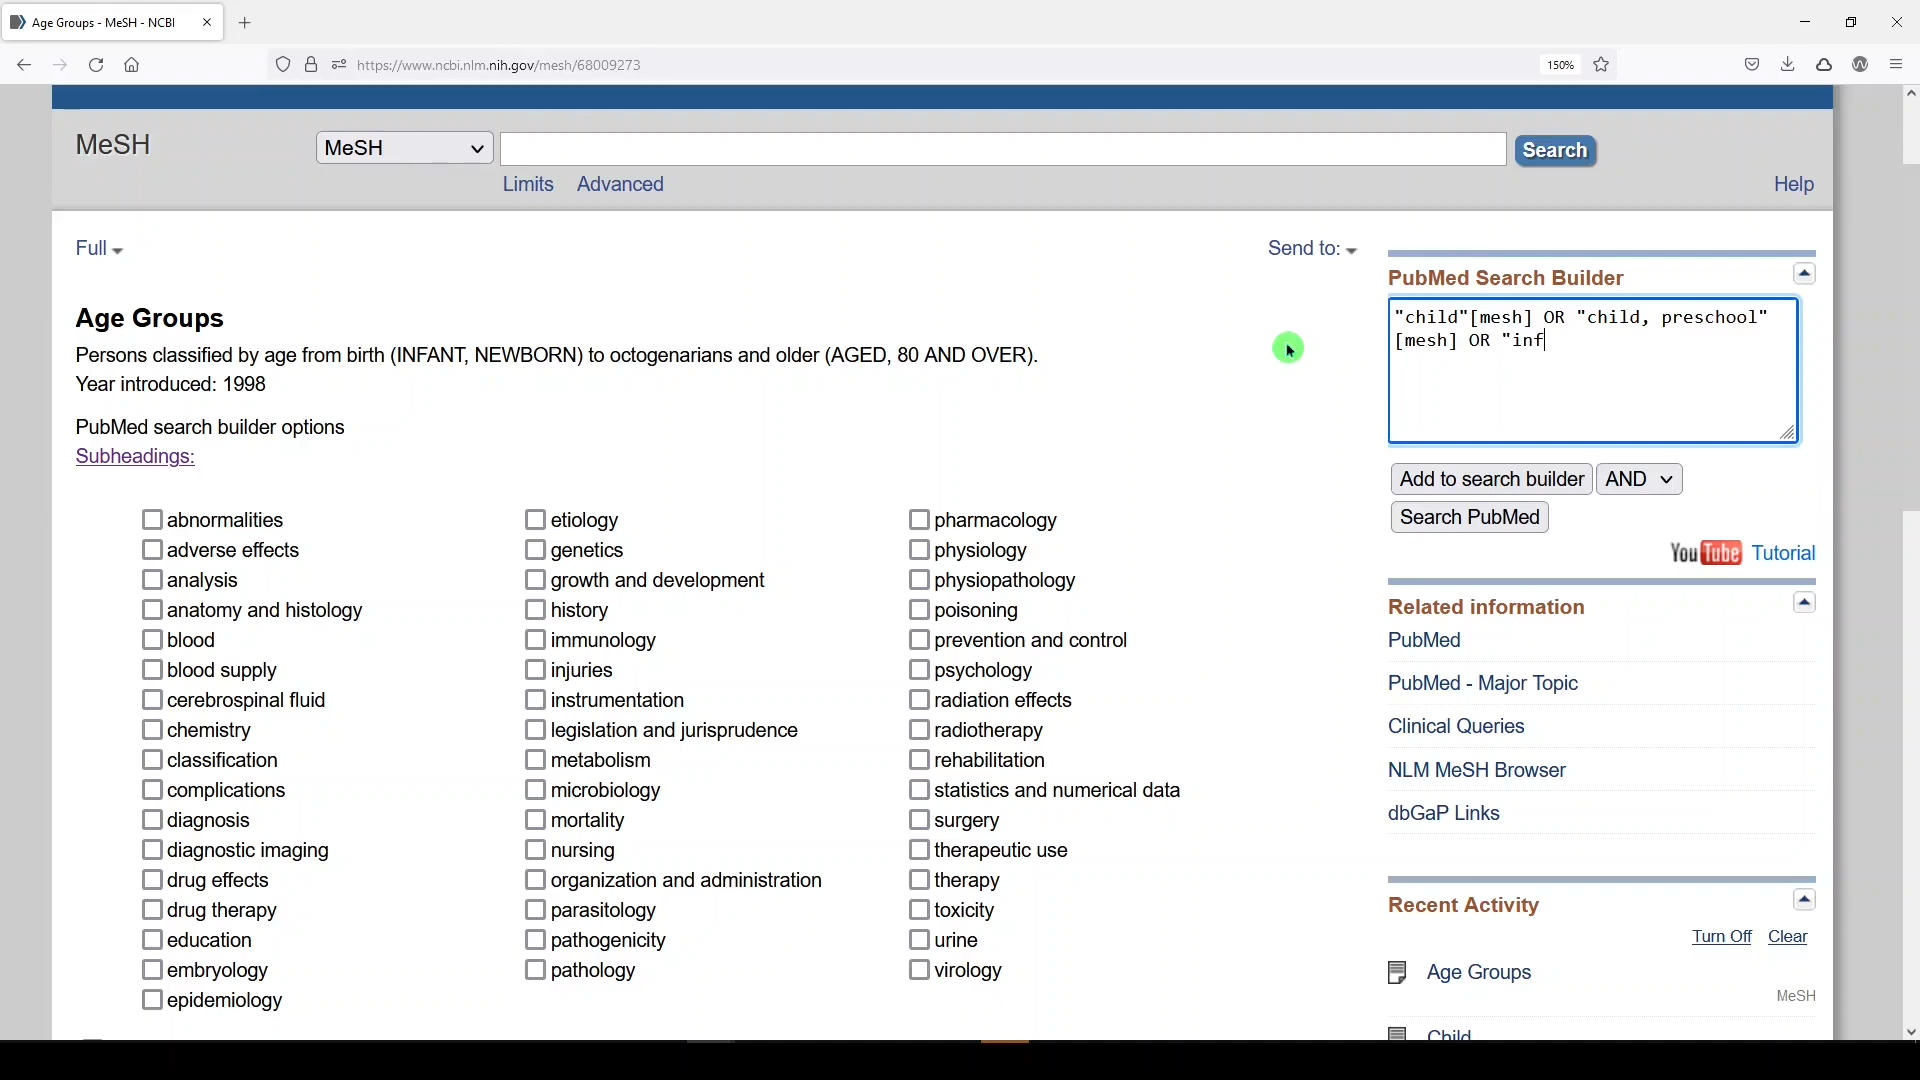 Age Groups - MeSH - NCBI
https://www.ncbi.nlm.nih.gov/mesh/68009273
150%
MeSH
MeSH
Search
Limits Advanced
Help
Full
Send to:
Age Groups
Persons classified by age from birth (INFANT, NEWBORN) to octogenarians and older (AGED, 80 AND OVER).
Year introduced: 1998
PubMed search builder options
Subheadings:
abnormalities
adverse effects
analysis
anatomy and histology
blood
blood supply
cerebrospinal fluid
chemistry
classification
complications
diagnosis
diagnostic imaging
drug effects
drug therapy
education
embryology
epidemiology
etiology
genetics
growth and development
history
immunology
injuries
instrumentation
legislation and jurisprudence
metabolism
microbiology
mortality
nursing
organization and administration
parasitology
pathogenicity
pathology
pharmacology
physiology
physiopathology
poisoning
prevention and control
psychology
radiation effects
radiotherapy
rehabilitation
statistics and numerical data
surgery
therapeutic use
therapy
toxicity
urine
virology
PubMed Search Builder
"child"[mesh] OR "child, preschool"
[mesh] OR "inf
Add to search builder AND
Search PubMed
YouTube Tutorial
Related information
PubMed
PubMed - Major Topic
Clinical Queries
NLM MeSH Browser
dbGaP Links
Recent Activity
Turn Off Clear
Age Groups
MeSH
Child